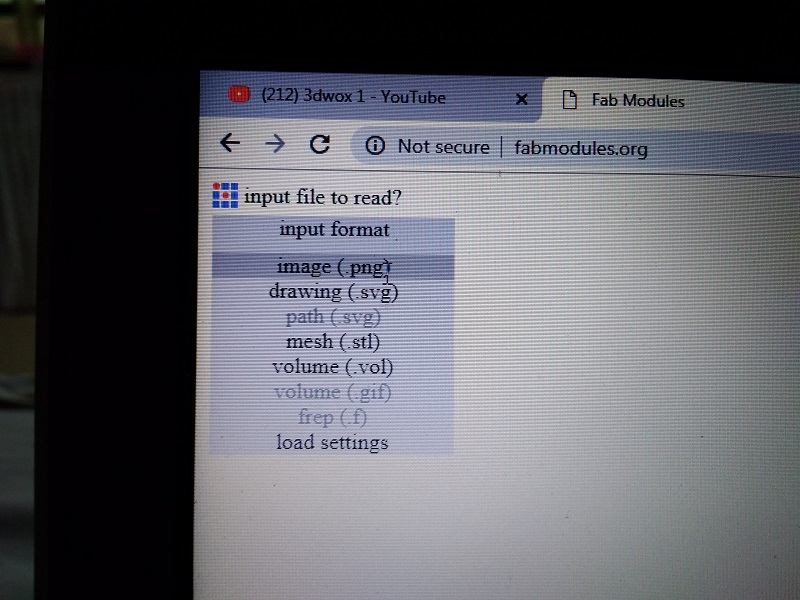 (212) 3dwox 1 - YouTube
Fab Modules
Not secure | fabmodules.org
input file to read?
input format
image (.png)
drawing (.svg)
path (.svg)
mesh (.stl)
volume (.vol)
volume (.gif)
frep (.f)
load settings